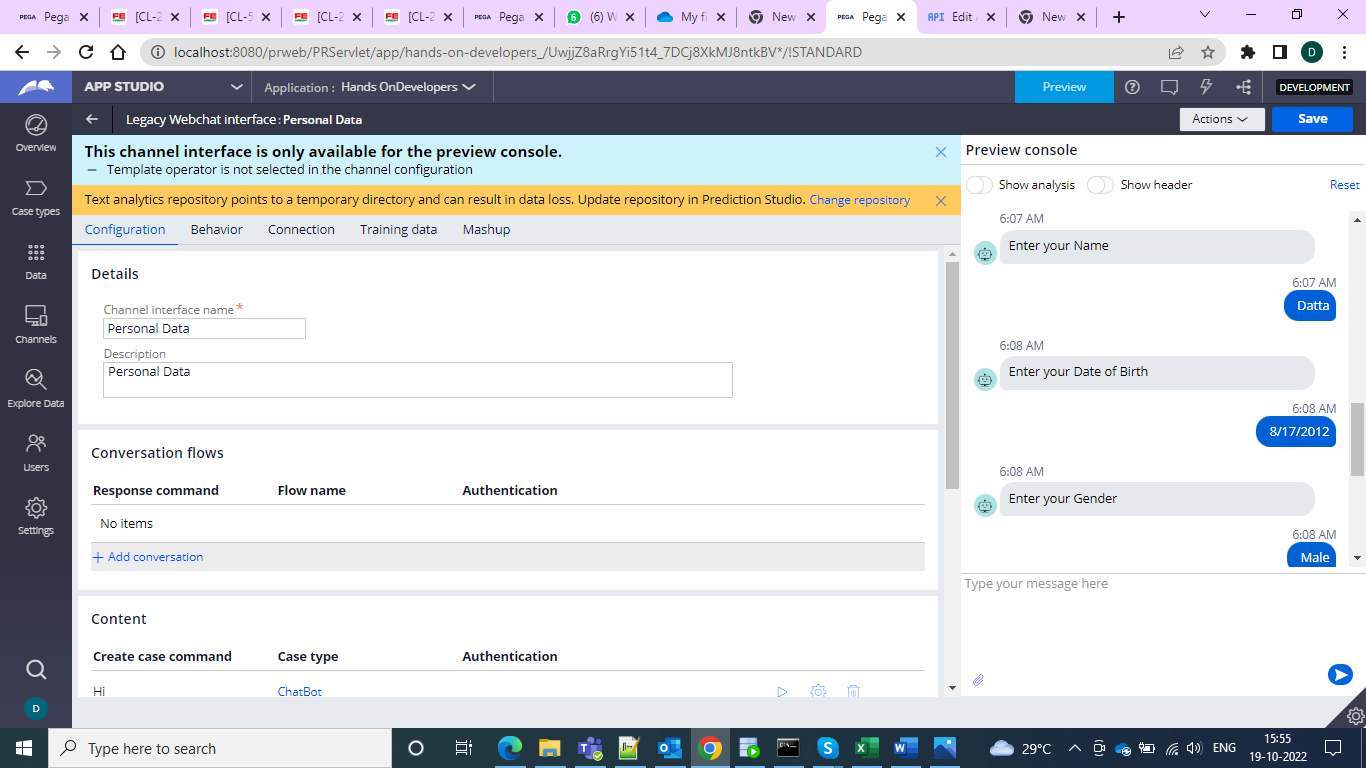 PEGA Pega
FE [CL-2
FE [CL-5
FE [CL-2
FE [CL-2
PEGA Pega
6 (6) W
My fi
New
PEGA Pega
API Edit
New
localhost:8080/prweb/PRServlet/app/hands-on-developers_/UwjjZ8aRrgYi51t4_7DCj8XkMJ8ntkBV*/!STANDARD
D
APP STUDIO
Application : Hands OnDevelopers
Preview
DEVELOPMENT
Legacy Webchat interface: Personal Data
Actions
Save
Overview
Case types
Data
Channels
Explore Data
Users
Settings
D
This channel interface is only available for the preview console.
– Template operator is not selected in the channel configuration
Text analytics repository points to a temporary directory and can result in data loss. Update repository in Prediction Studio. Change repository
Configuration Behavior Connection Training data Mashup
Details
Channel interface name*
Personal Data
Description
Personal Data
Conversation flows
Response command Flow name Authentication
No items
+ Add conversation
Content
Create case command Case type Authentication
Hi ChatBot
Preview console
Show analysis Show header Reset
6:07 AM
Enter your Name
6:07 AM
Datta
6:08 AM
Enter your Date of Birth
6:08 AM
8/17/2012
6:08 AM
Enter your Gender
6:08 AM
Male
Type your message here
Type here to search
29°C
ENG
15:55
19-10-2022